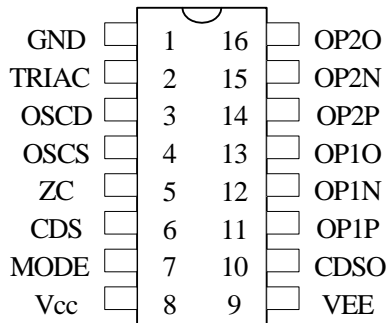 GND 1 16 OP2O
TRIAC 2 15 OP2N
OSCD 3 14 OP2P
OSCS 4 13 OP1O
ZC 5 12 OP1N
CDS 6 11 OP1P
MODE 7 10 CDSO
Vcc 8 9 VEE